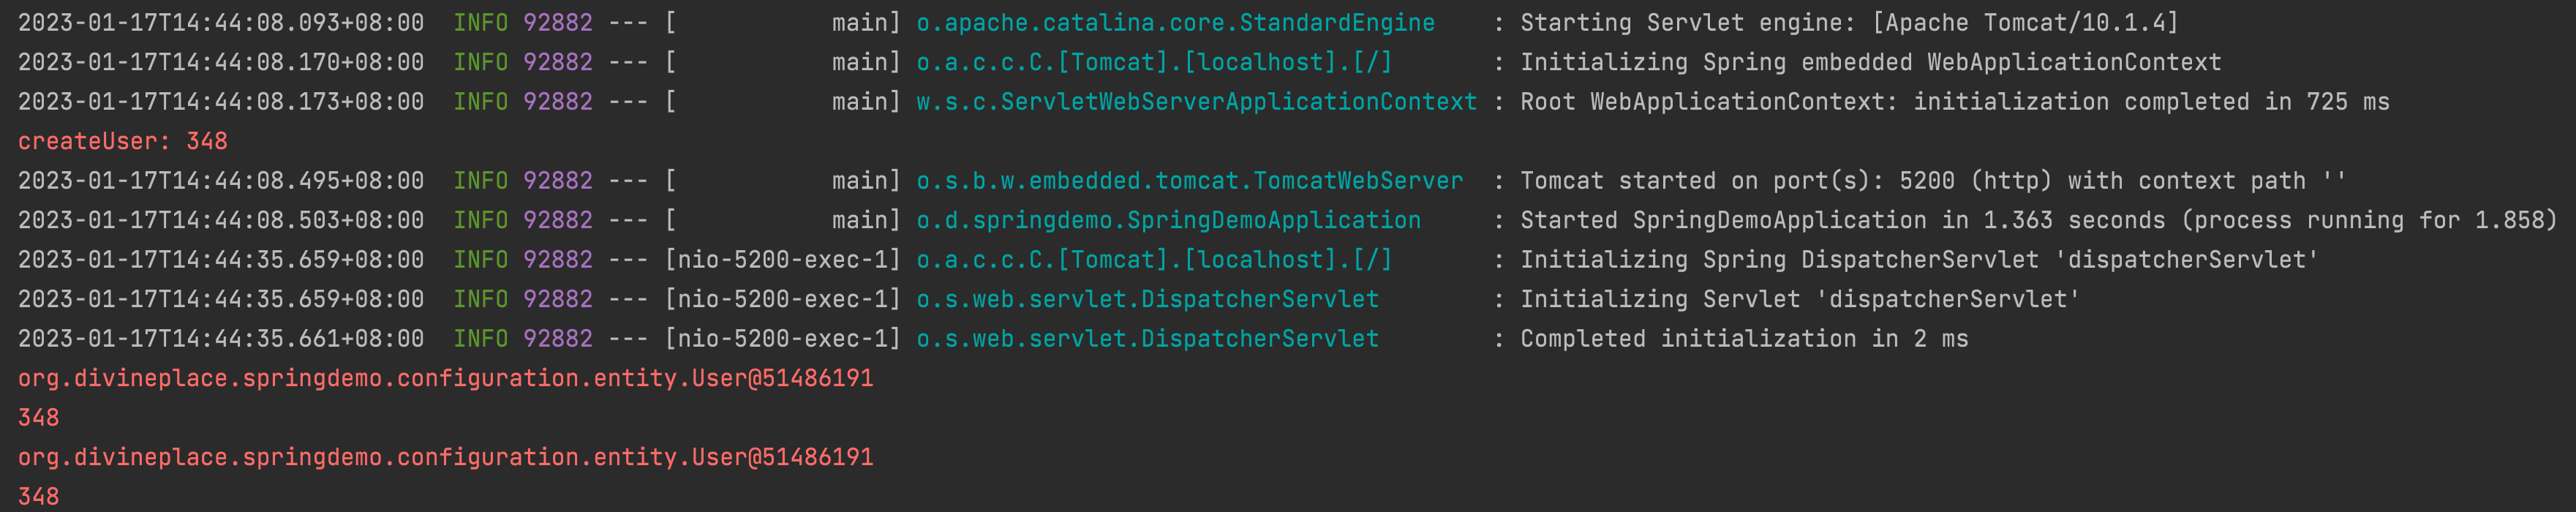 2023-01-17T14:44:08.093+08:00  INFO 92882 --- [           main] o.apache.catalina.core.StandardEngine    : Starting Servlet engine: [Apache Tomcat/10.1.4]
2023-01-17T14:44:08.170+08:00  INFO 92882 --- [           main] o.a.c.c.C.[Tomcat].[localhost].[/]       : Initializing Spring embedded WebApplicationContext
2023-01-17T14:44:08.173+08:00  INFO 92882 --- [           main] w.s.c.ServletWebServerApplicationContext : Root WebApplicationContext: initialization completed in 725 ms
createUser: 348
2023-01-17T14:44:08.495+08:00  INFO 92882 --- [           main] o.s.b.w.embedded.tomcat.TomcatWebServer  : Tomcat started on port(s): 5200 (http) with context path ''
2023-01-17T14:44:08.503+08:00  INFO 92882 --- [           main] o.d.springdemo.SpringDemoApplication     : Started SpringDemoApplication in 1.363 seconds (process running for 1.858)
2023-01-17T14:44:35.659+08:00  INFO 92882 --- [nio-5200-exec-1] o.a.c.c.C.[Tomcat].[localhost].[/]       : Initializing Spring DispatcherServlet 'dispatcherServlet'
2023-01-17T14:44:35.659+08:00  INFO 92882 --- [nio-5200-exec-1] o.s.web.servlet.DispatcherServlet        : Initializing Servlet 'dispatcherServlet'
2023-01-17T14:44:35.661+08:00  INFO 92882 --- [nio-5200-exec-1] o.s.web.servlet.DispatcherServlet        : Completed initialization in 2 ms
org.divineplace.springdemo.configuration.entity.User@51486191
348
org.divineplace.springdemo.configuration.entity.User@51486191
348